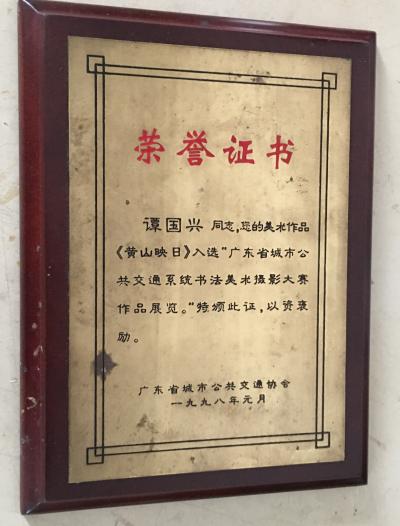 荣誉证书
谭国兴 同志,您的美术作品
《黄山映日》入选"广东省城市公
共交通系统书法美术摄影大赛
作品展览。"特颁此证,以资褒
励。
广东省城市公共交通协会
一九九八年元月